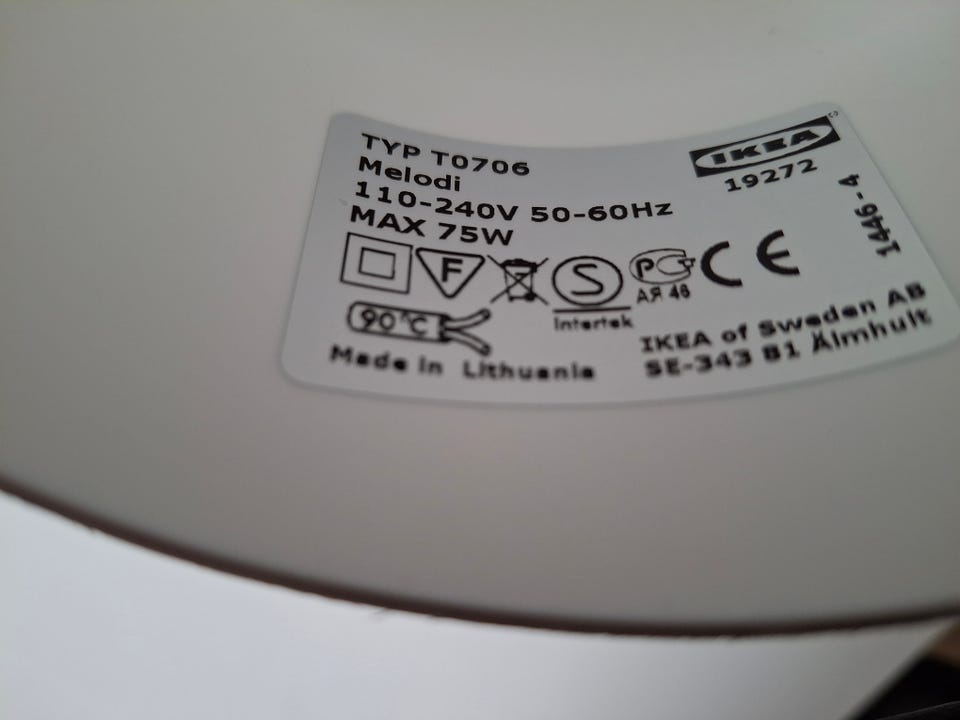 TYP T0706
Melodi
110-240V 50-60Hz
MAX 75W
IKEA
19272
1446-4
F
S
Intertek
PG
АЯ 46
CE
90°C
Made in Lithuania
IKEA of Sweden AB
SE-343 81 Älmhult